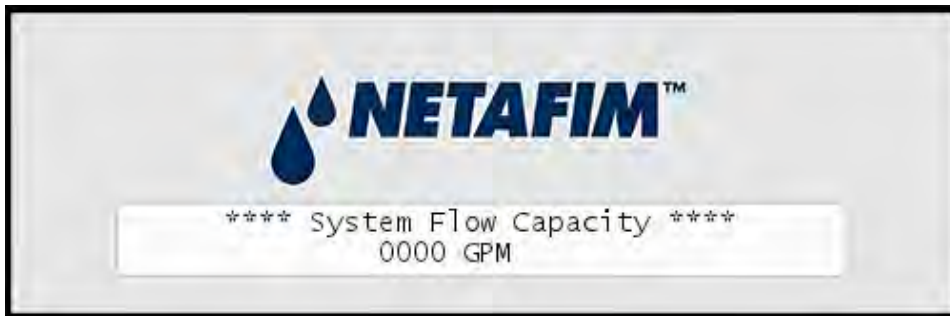 NETAFIM™
**** System Flow Capacity ****
0000 GPM